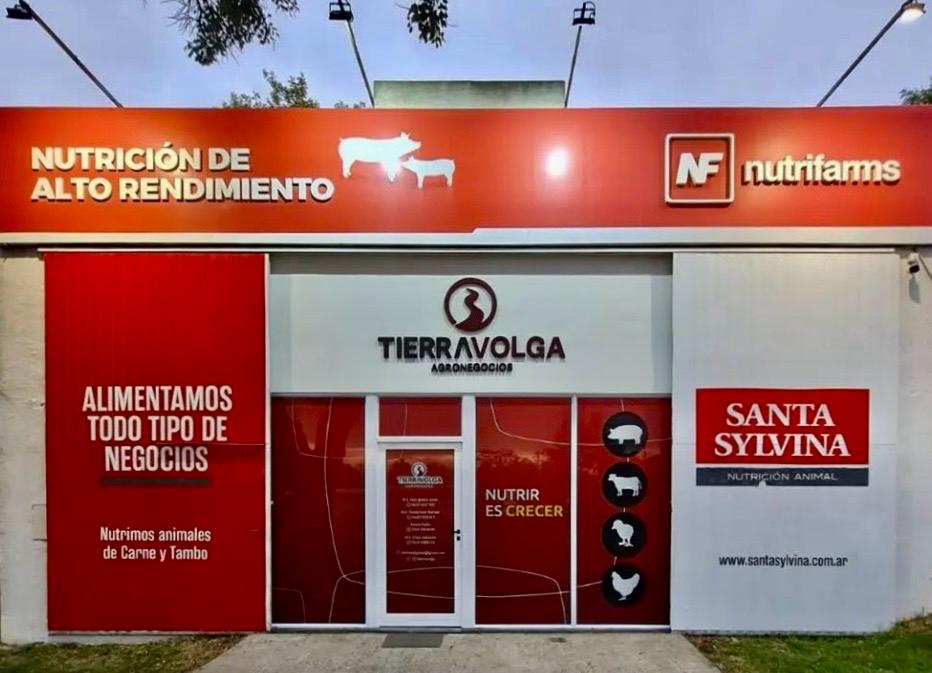 NUTRICIÓN DE
ALTO RENDIMIENTO
NF nutrifarms
TIERRAVOLGA
AGRONEGOCIOS
ALIMENTAMOS
TODO TIPO DE
NEGOCIOS
Nutrimos animales
de Carne y Tambo
TIERRAVOLGA
NUTRIR
ES CRECER
SANTA
SYLVINA
NUTRICIÓN ANIMAL
www.santasylvina.com.ar